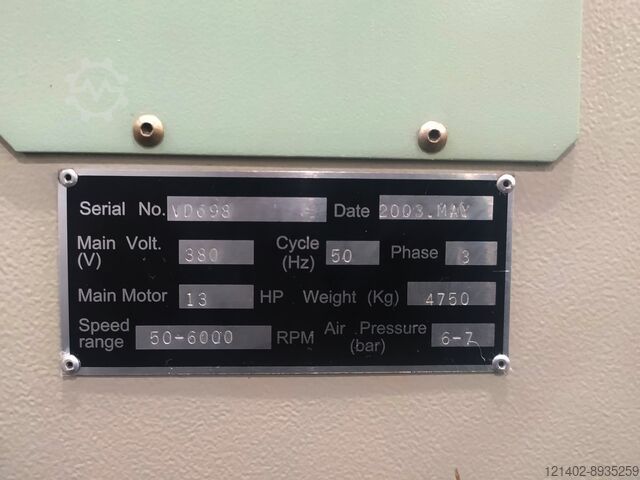 Serial No. VD698 Date 2003.MAY
Main Volt. (V) 380 Cycle (Hz) 50 Phase 3
Main Motor 13 HP Weight (Kg) 4750
Speed range 50-6000 RPM Air Pressure (bar) 6-7
121402-8935259